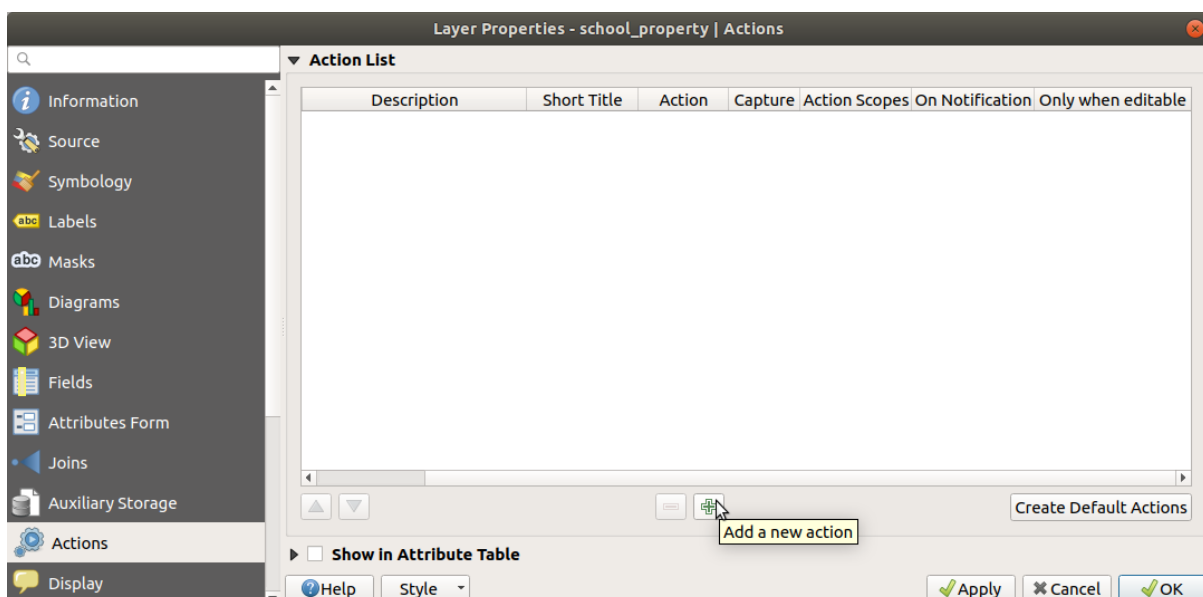 Layer Properties - school_property | Actions
Information
Source
Symbology
abc Labels
abc Masks
Diagrams
3D View
Fields
Attributes Form
Joins
Auxiliary Storage
Actions
Display
Action List
Description Short Title Action Capture Action Scopes On Notification Only when editable
Create Default Actions
Add a new action
Show in Attribute Table
Help Style Apply Cancel OK